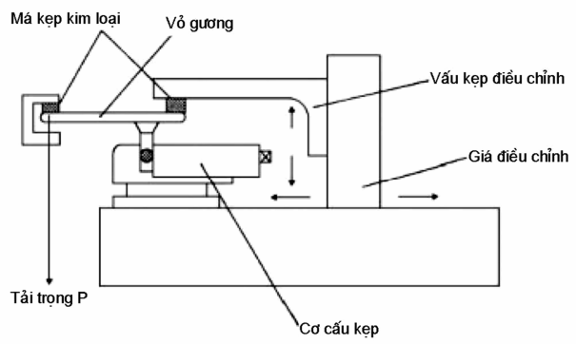 Má kẹp kim loại
Vỏ gương
Vấu kẹp điều chỉnh
Giá điều chỉnh
Tải trọng P
Cơ cấu kẹp